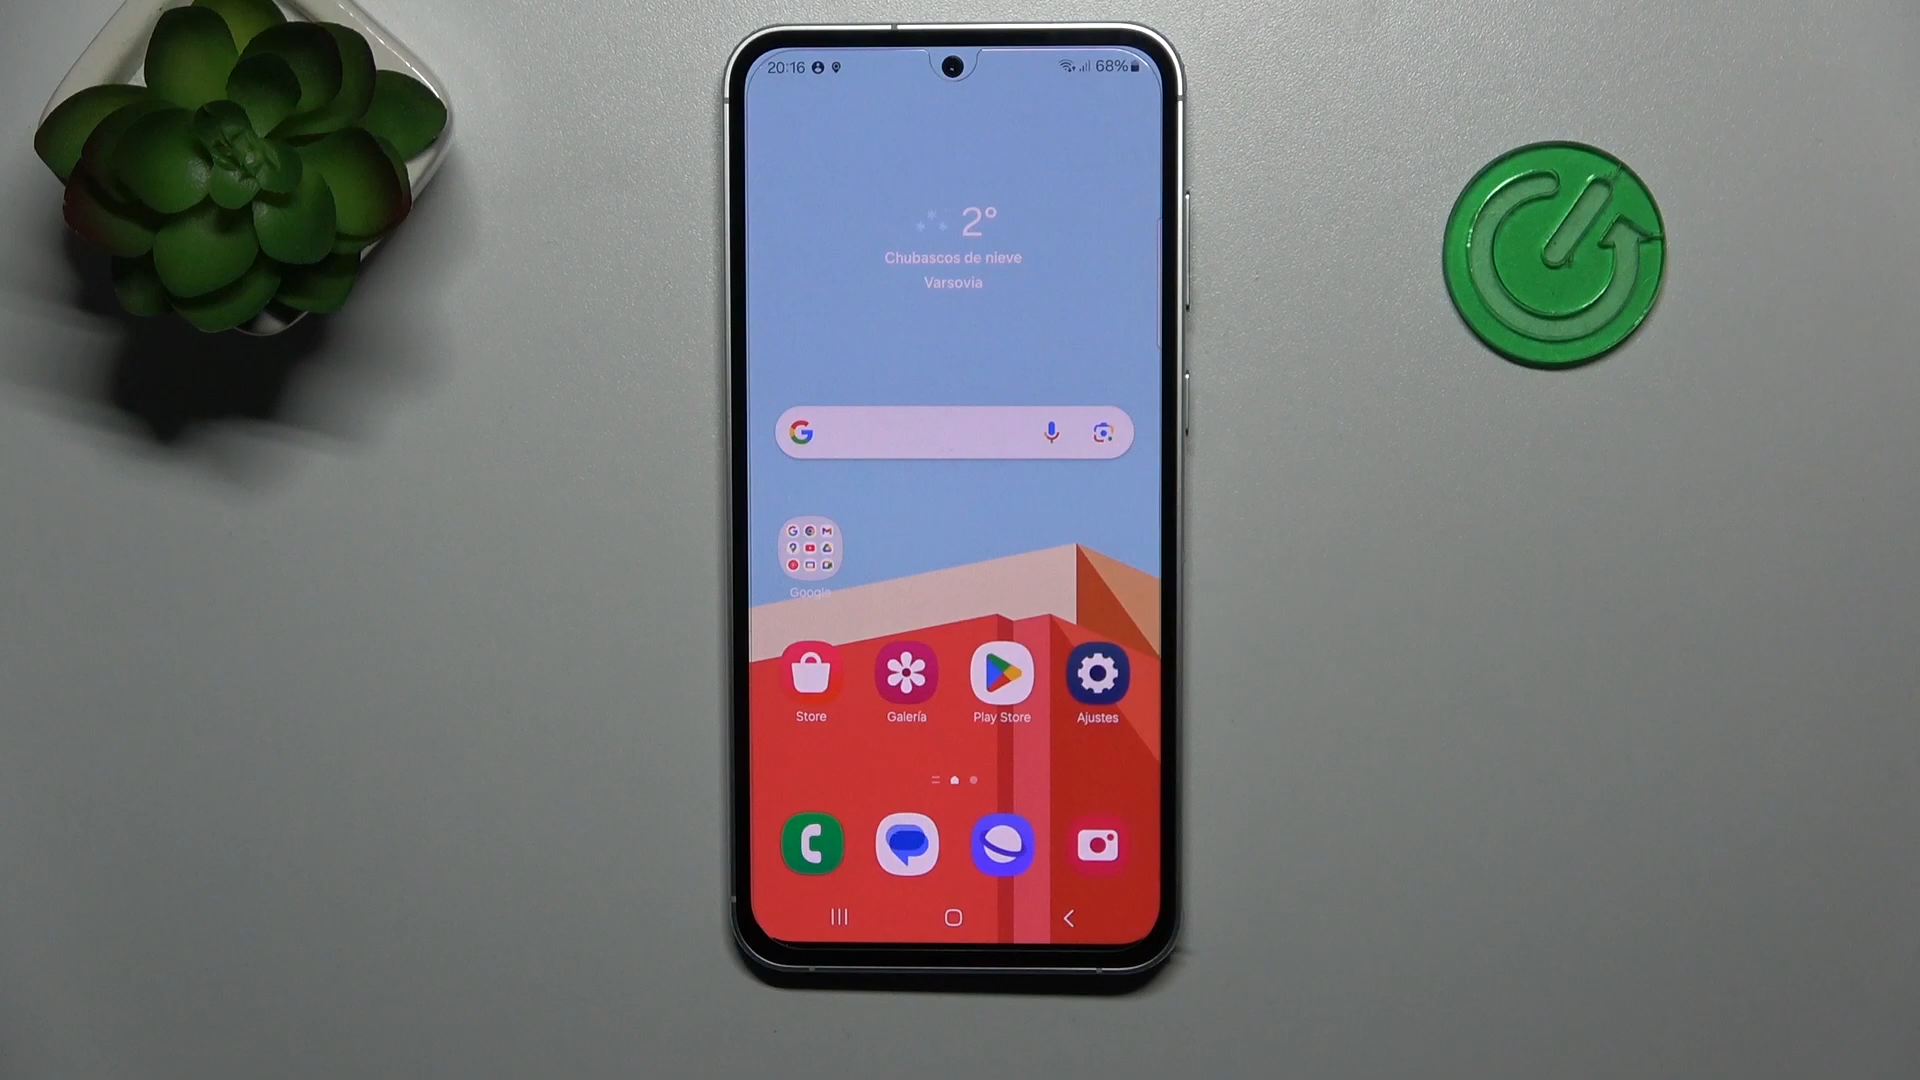 20:16
68%
2°
Chubascos de nieve
Varsovia
Google
Store
Galería
Play Store
Ajustes